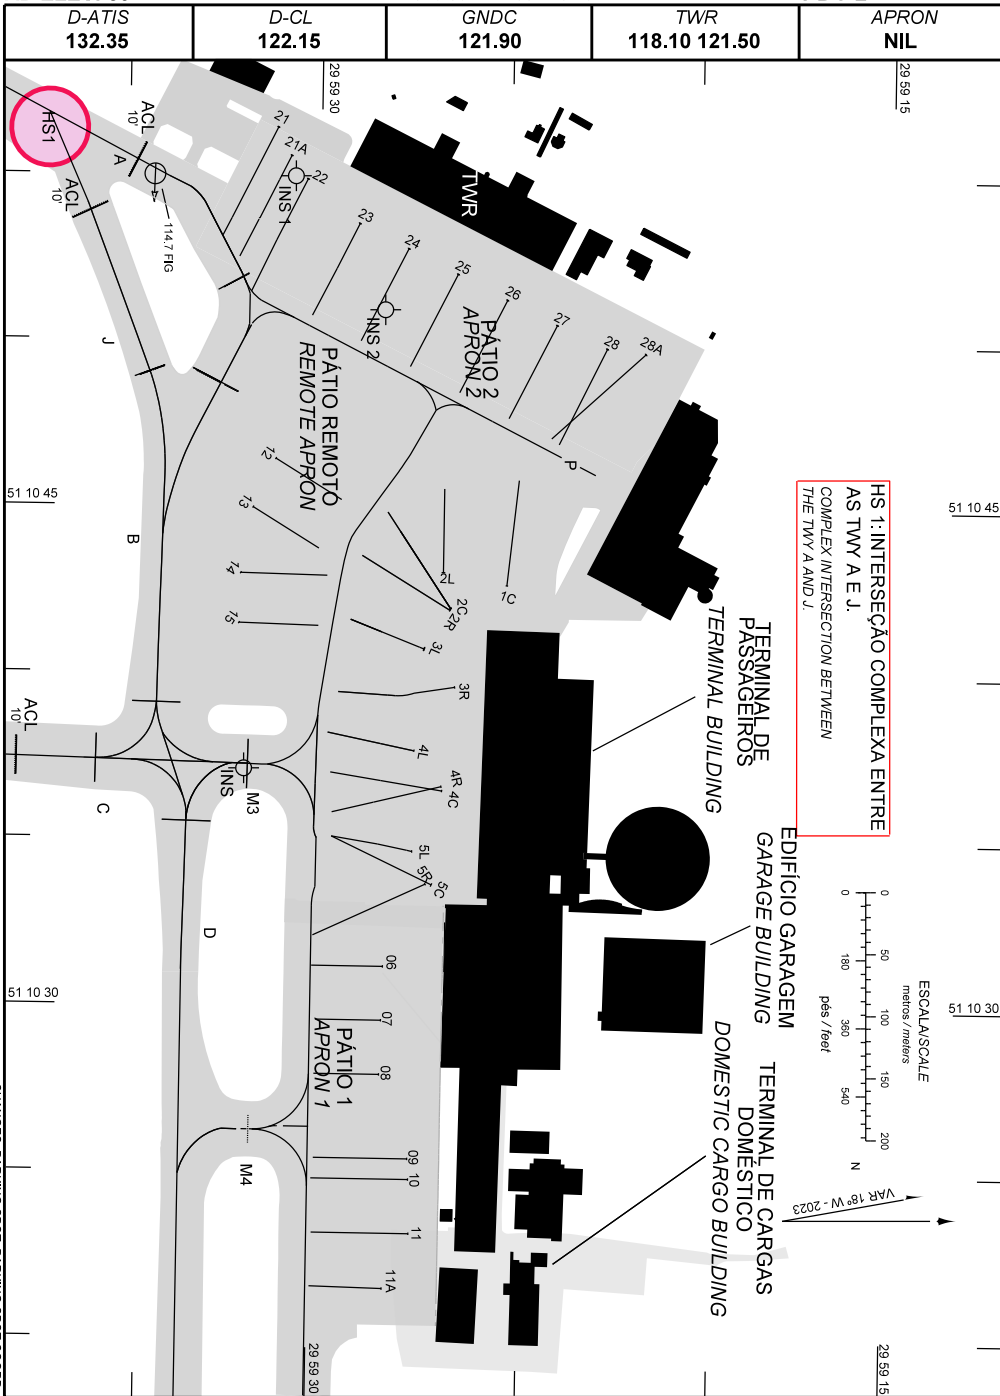 D-ATIS
132.35
D-CL
122.15
GNDC
121.90
TWR
118.10 121.50
APRON
NIL
29 59 30
29 59 15
HS1
ACL
10'
A
114.7 FIG
ACL
10'
J
21
21A
22
INS 1
23
24
INS 2
25
26
27
28
28A
TWR
PÁTIO 2
APRON 2
P
PÁTIO REMOTO
REMOTE APRON
12
13
14
15
51 10 45
51 10 45
B
2L
2C
2R
1C
3L
3R
4L
4R 4C
5L
5R
5C
HS 1: INTERSEÇÃO COMPLEXA ENTRE
AS TWY A E J.
COMPLEX INTERSECTION BETWEEN
THE TWY A AND J.
TERMINAL DE
PASSAGEIROS
TERMINAL BUILDING
ACL
10'
C
INS
M3
D
EDIFÍCIO GARAGEM
GARAGE BUILDING
ESCALA/SCALE
metros / meters
0 50 100 150 200
0 180 360 540
pés / feet
51 10 30
51 10 30
06
07
08
PÁTIO 1
APRON 1
M4
09
10
11
11A
TERMINAL DE CARGAS
DOMÉSTICO
DOMESTIC CARGO BUILDING
N
VAR 18° W - 2023
29 59 30
29 59 15